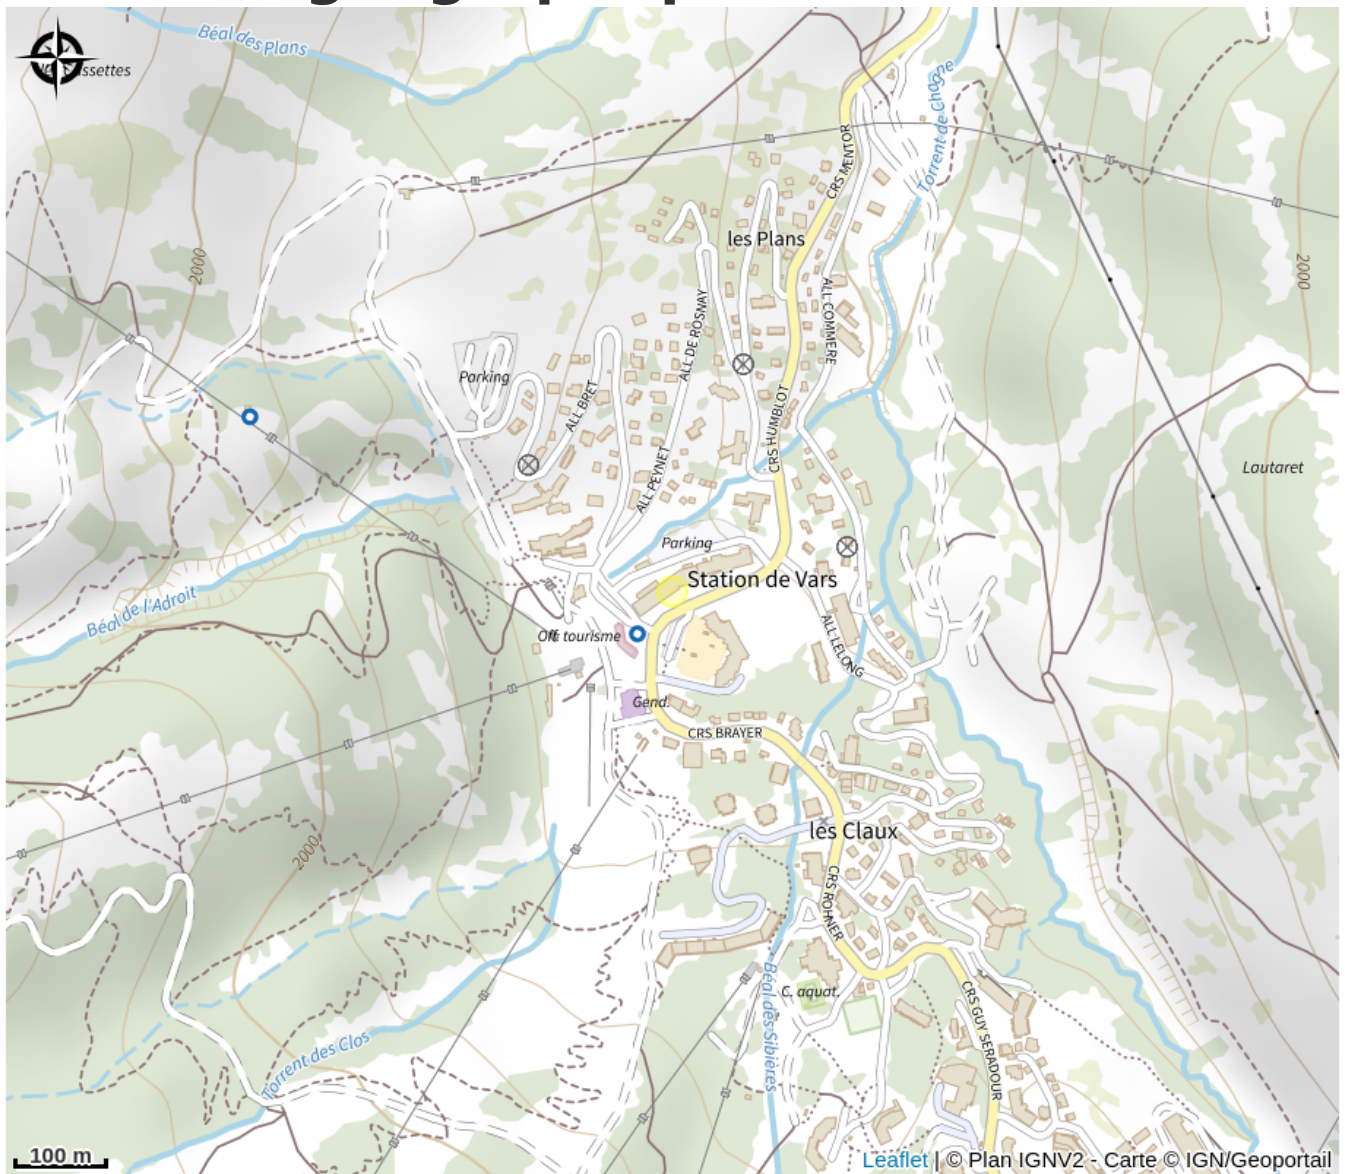 Béal des Plans
Torrent de Chagne
CRS MENTOR
les Plans
2000
2000
ALL COMMERE
ALL DE ROSNAY
Parking
ALL BRET
CRS HUMBLOT
ALL PEYNET
Lautaret
Parking
Station de Vars
Béal de l'Adroit
Off. tourisme
ALL LELONG
Gend.
CRS BRAYER
les Claux
2000
CRS ROHNER
C. aquat.
Béal des Sibières
CRS GUY SERADOUR
Torrent des Clos
100 m
Leaflet | © Plan IGNV2 - Carte © IGN/Geoportail